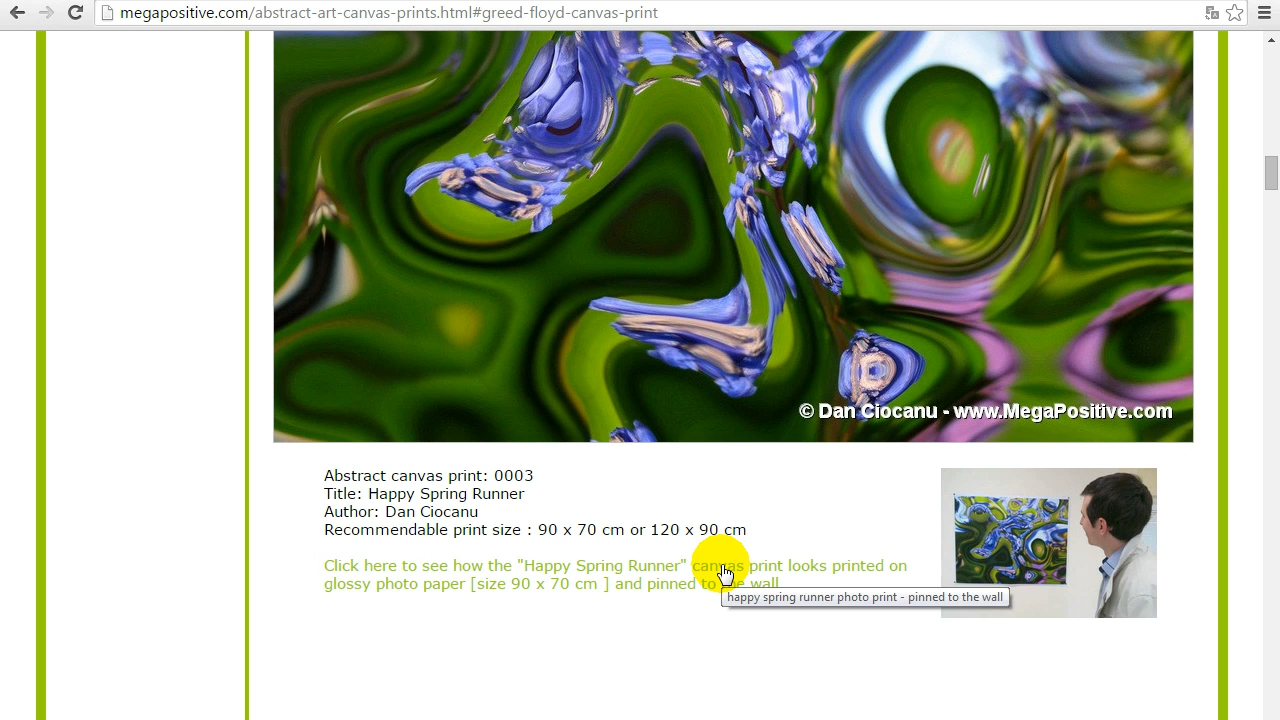 megapositive.com/abstract-art-canvas-prints.html#greed-floyd-canvas-print
© Dan Ciocanu - www.MegaPositive.com
Abstract canvas print: 0003
Title: Happy Spring Runner
Author: Dan Ciocanu
Recommendable print size : 90 x 70 cm or 120 x 90 cm
Click here to see how the "Happy Spring Runner" canvas print looks printed on
glossy photo paper [size 90 x 70 cm ] and pinned to the wall
happy spring runner photo print - pinned to the wall